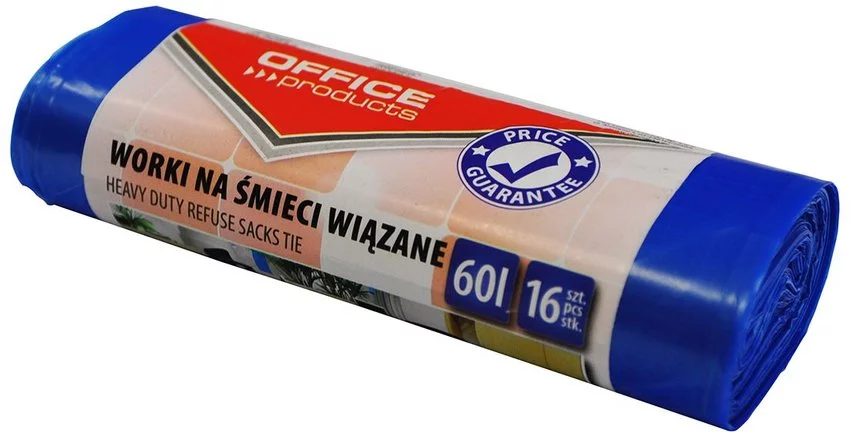 OFFICE
products
PRICE
GUARANTEE
WORKI NA ŚMIECI WIĄZANE
HEAVY DUTY REFUSE SACKS TIE
60l
16 szt.
pcs
stk.